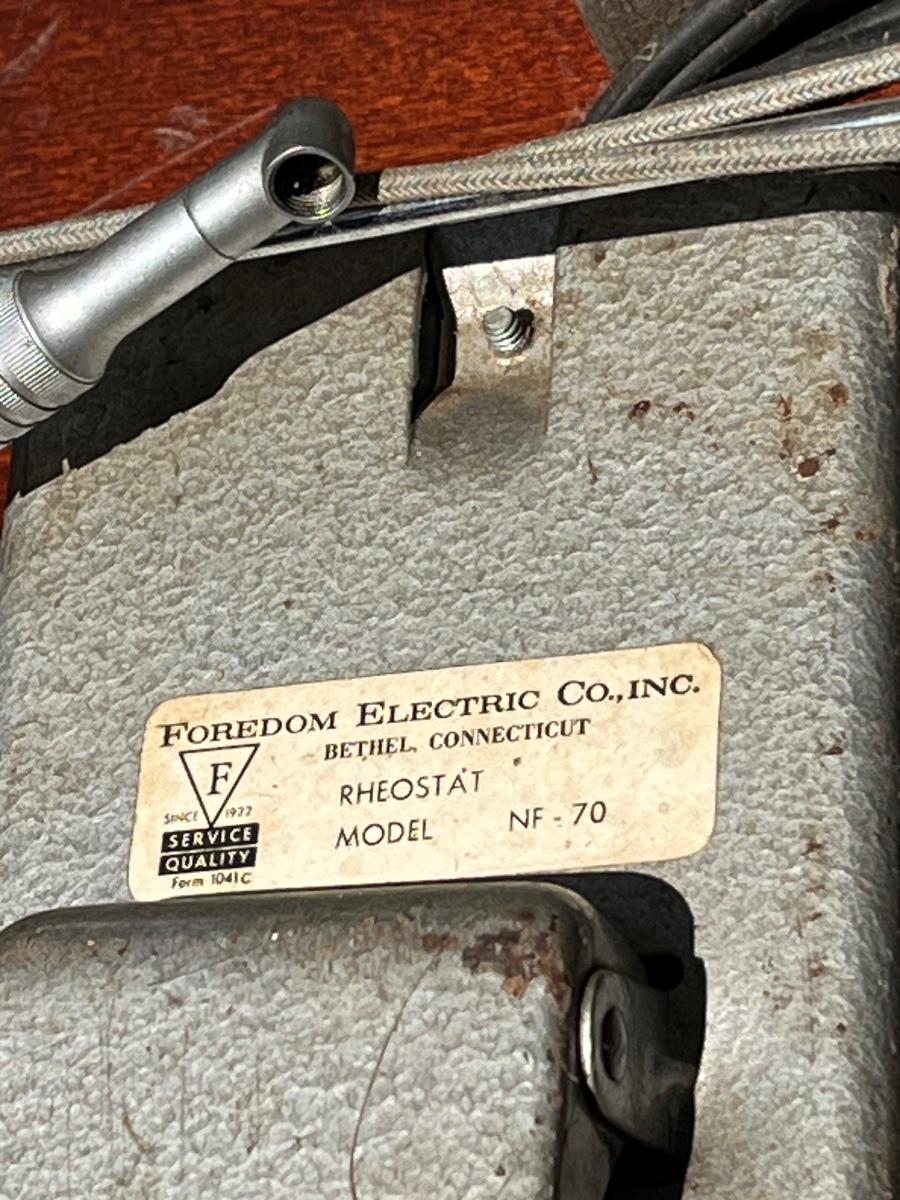 FOREDOM ELECTRIC CO., INC.
BETHEL, CONNECTICUT
F
SINCE 1922
SERVICE
QUALITY
Form 1041C
RHEOSTAT
MODEL NF - 70